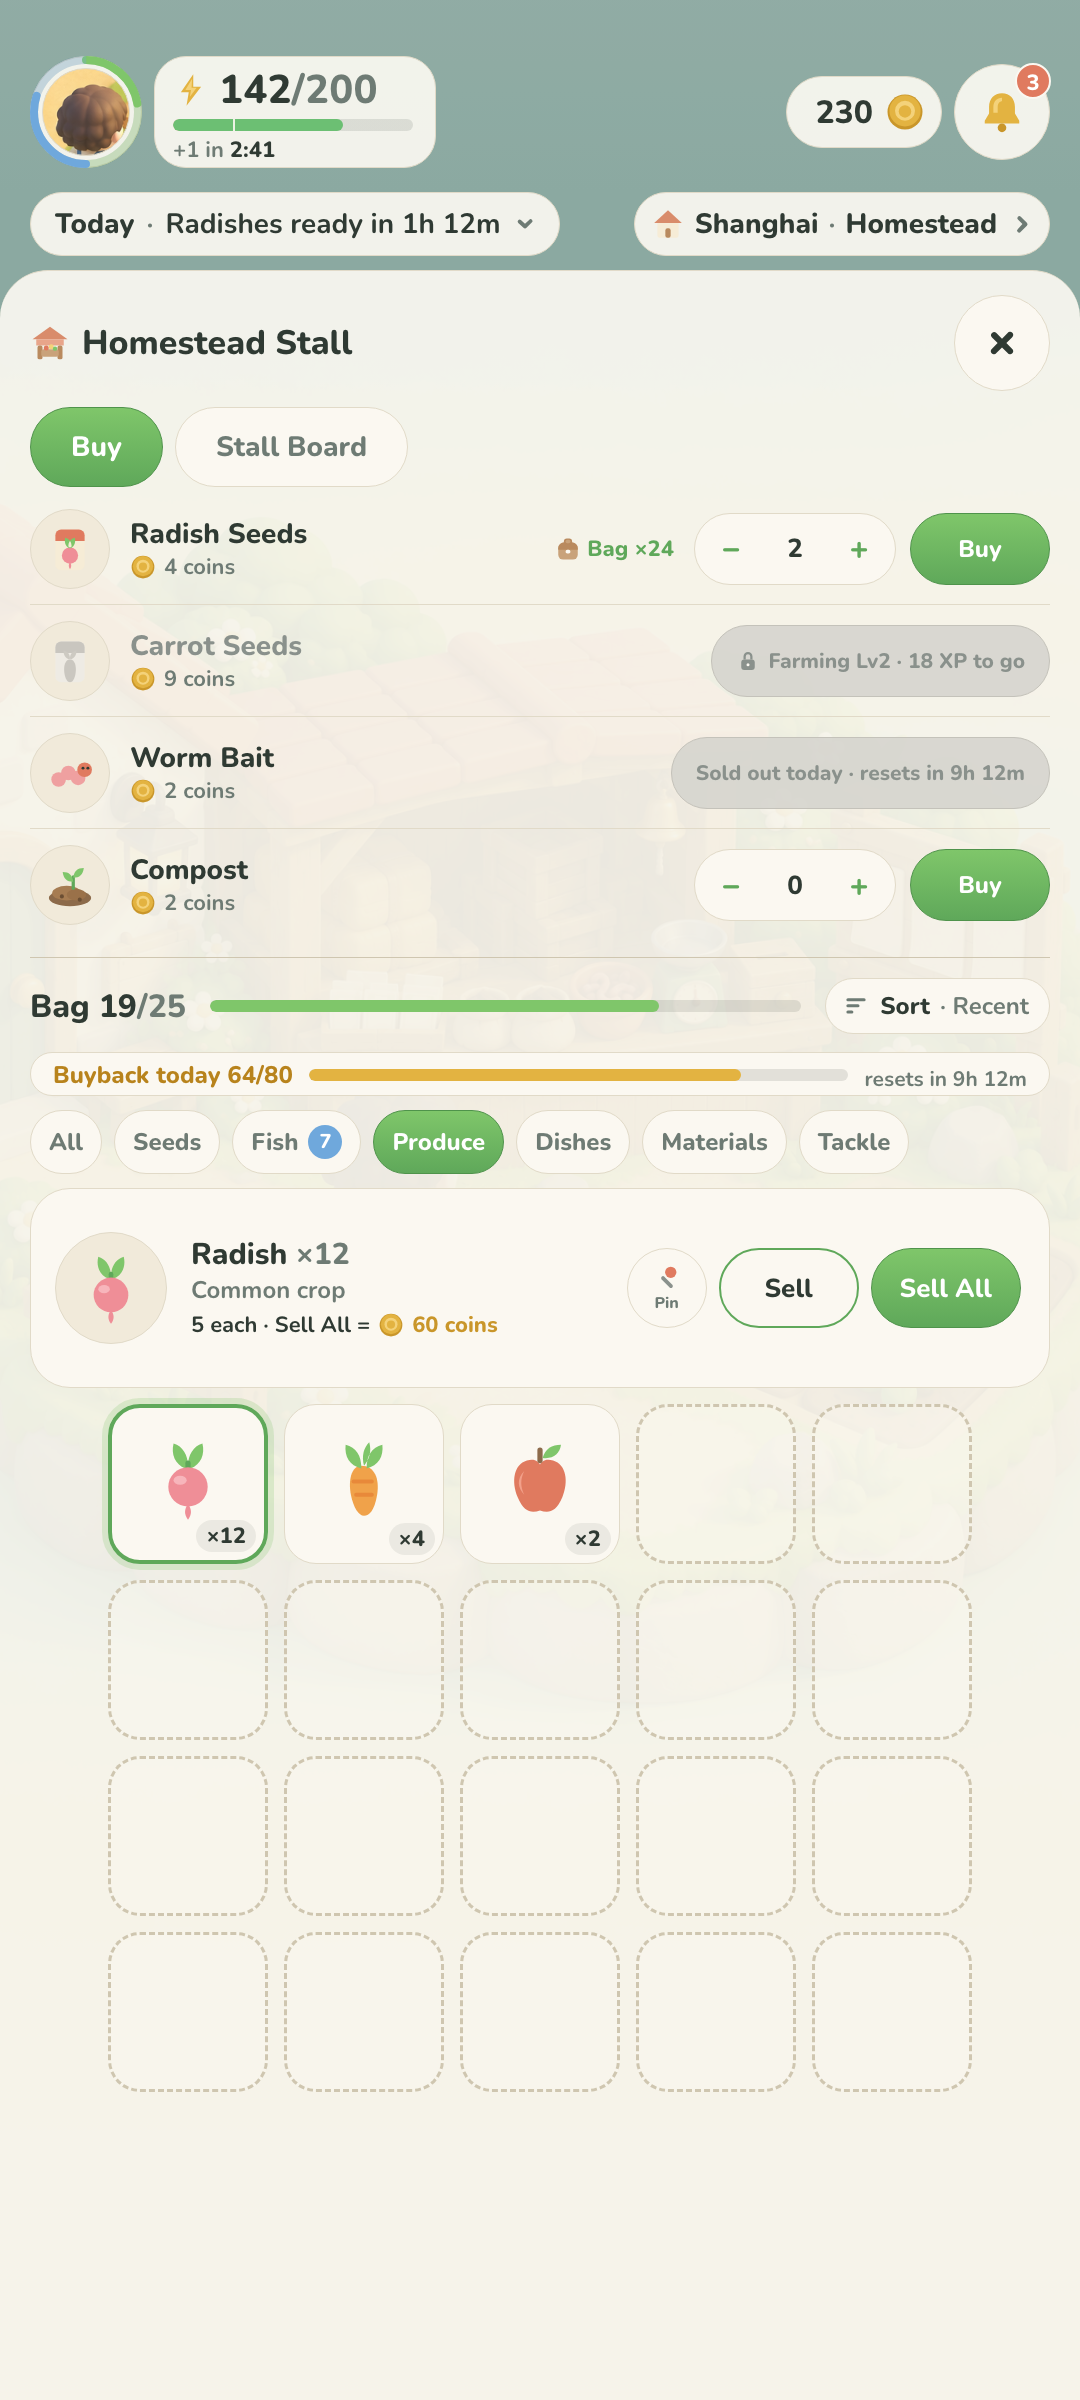 142/200
+1 in 2:41
230
3
Today · Radishes ready in 1h 12m
Shanghai · Homestead
Homestead Stall
Buy
Stall Board
Radish Seeds
4 coins
Bag ×24
2
Buy
Carrot Seeds
9 coins
Farming Lv2 · 18 XP to go
Worm Bait
2 coins
Sold out today · resets in 9h 12m
Compost
2 coins
0
Buy
Bag 19/25
Sort · Recent
Buyback today 64/80
resets in 9h 12m
All
Seeds
Fish 7
Produce
Dishes
Materials
Tackle
Radish ×12
Common crop
5 each · Sell All = 60 coins
Pin
Sell
Sell All
×12
×4
×2